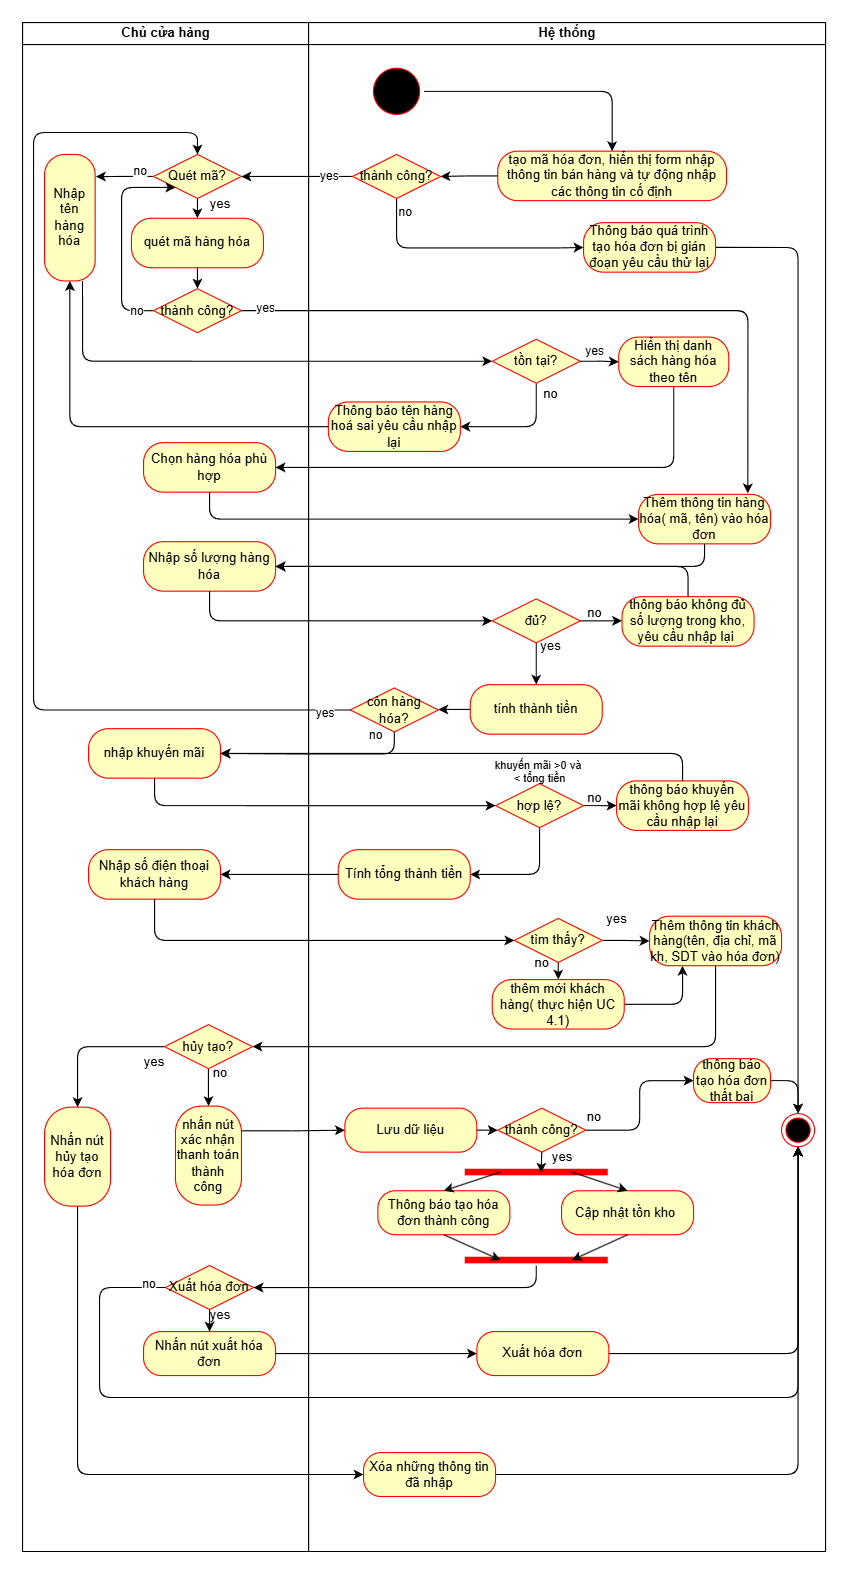 Chủ cửa hàng
Hệ thống
tạo mã hóa đơn, hiển thị form nhập
thông tin bán hàng và tự động nhập
các thông tin cố định
thành công?
yes
no
Quét mã?
no
yes
Nhập
tên
hàng
hóa
quét mã hàng hóa
Thông báo quá trình
tạo hóa đơn bị gián
đoạn yêu cầu thử lại
thành công?
no
yes
tồn tại?
yes
no
Hiển thị danh
sách hàng hóa
theo tên
Thông báo tên hàng
hoá sai yêu cầu nhập
lại
Chọn hàng hóa phù
hợp
Thêm thông tin hàng
hóa( mã, tên) vào hóa
đơn
Nhập số lượng hàng
hóa
đủ?
no
yes
thông báo không đủ
số lượng trong kho,
yêu cầu nhập lại
tính thành tiền
còn hàng
hóa?
yes
no
nhập khuyến mãi
khuyến mãi >0 và
< tổng tiền
hợp lệ?
no
thông báo khuyến
mãi không hợp lệ yêu
cầu nhập lại
Tính tổng thành tiền
Nhập số điện thoại
khách hàng
tìm thấy?
yes
no
Thêm thông tin khách
hàng(tên, địa chỉ, mã
kh, SDT vào hóa đơn)
thêm mới khách
hàng( thực hiện UC
4.1)
hủy tạo?
yes
no
Nhấn nút
hủy tạo
hóa đơn
nhấn nút
xác nhận
thanh toán
thành
công
Lưu dữ liệu
thành công?
no
yes
thông báo
tạo hóa đơn
thất bại
Thông báo tạo hóa
đơn thành công
Cập nhật tồn kho
Xuất hóa đơn
no
yes
Nhấn nút xuất hóa
đơn
Xuất hóa đơn
Xóa những thông tin
đã nhập